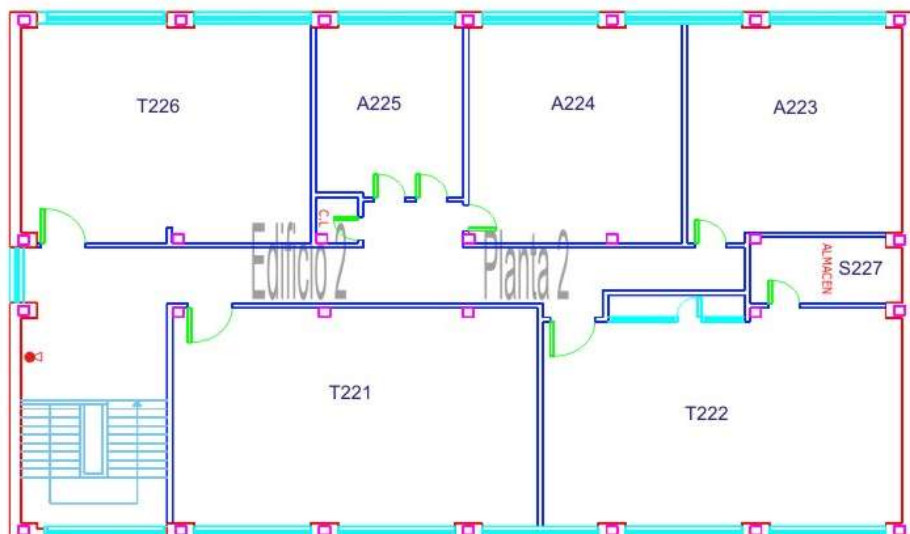 T226
A225
A224
A223
C.L.
Edificio 2
Planta 2
ALMACEN
S227
T221
T222